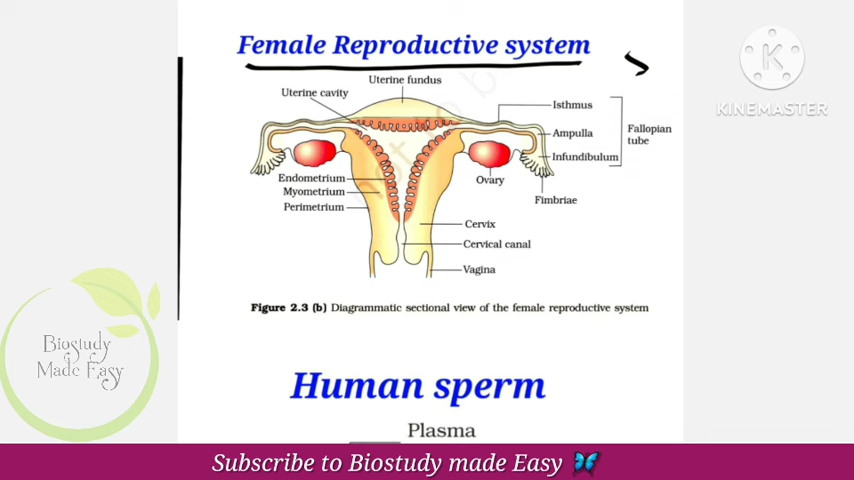 Female Reproductive system
Uterine fundus
Uterine cavity
Isthmus
Ampulla
Fallopian
tube
Infundibulum
Endometrium
Ovary
Myometrium
Fimbriae
Perimetrium
Cervix
Cervical canal
Vagina
Figure 2.3 (b) Diagrammatic sectional view of the female reproductive system
Human sperm
Plasma
KINEMASTER
Biostudy
Made Easy
Subscribe to Biostudy made Easy 🦋